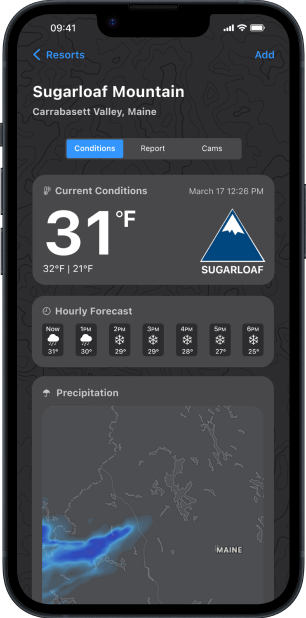 09:41
Resorts
Add
Sugarloaf Mountain
Carrabasett Valley, Maine
Conditions Report Cams
Current Conditions March 17 12:26 PM
31°F
32°F | 21°F
SUGARLOAF
Hourly Forecast
Now 1PM 2PM 3PM 4PM 5PM 6PM
31° 30° 29° 29° 28° 27° 25°
Precipitation
MAINE